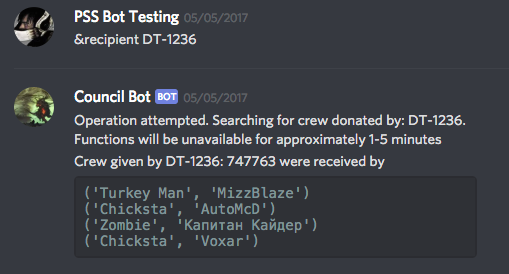 PSS Bot Testing 05/05/2017
&recipient DT-1236
Council Bot BOT 05/05/2017
Operation attempted. Searching for crew donated by: DT-1236.
Functions will be unavailable for approximately 1-5 minutes
Crew given by DT-1236: 747763 were received by
('Turkey Man', 'MizzBlaze')
('Chicksta', 'AutoMcD')
('Zombie', 'Капитан Кайдер')
('Chicksta', 'Voxar')